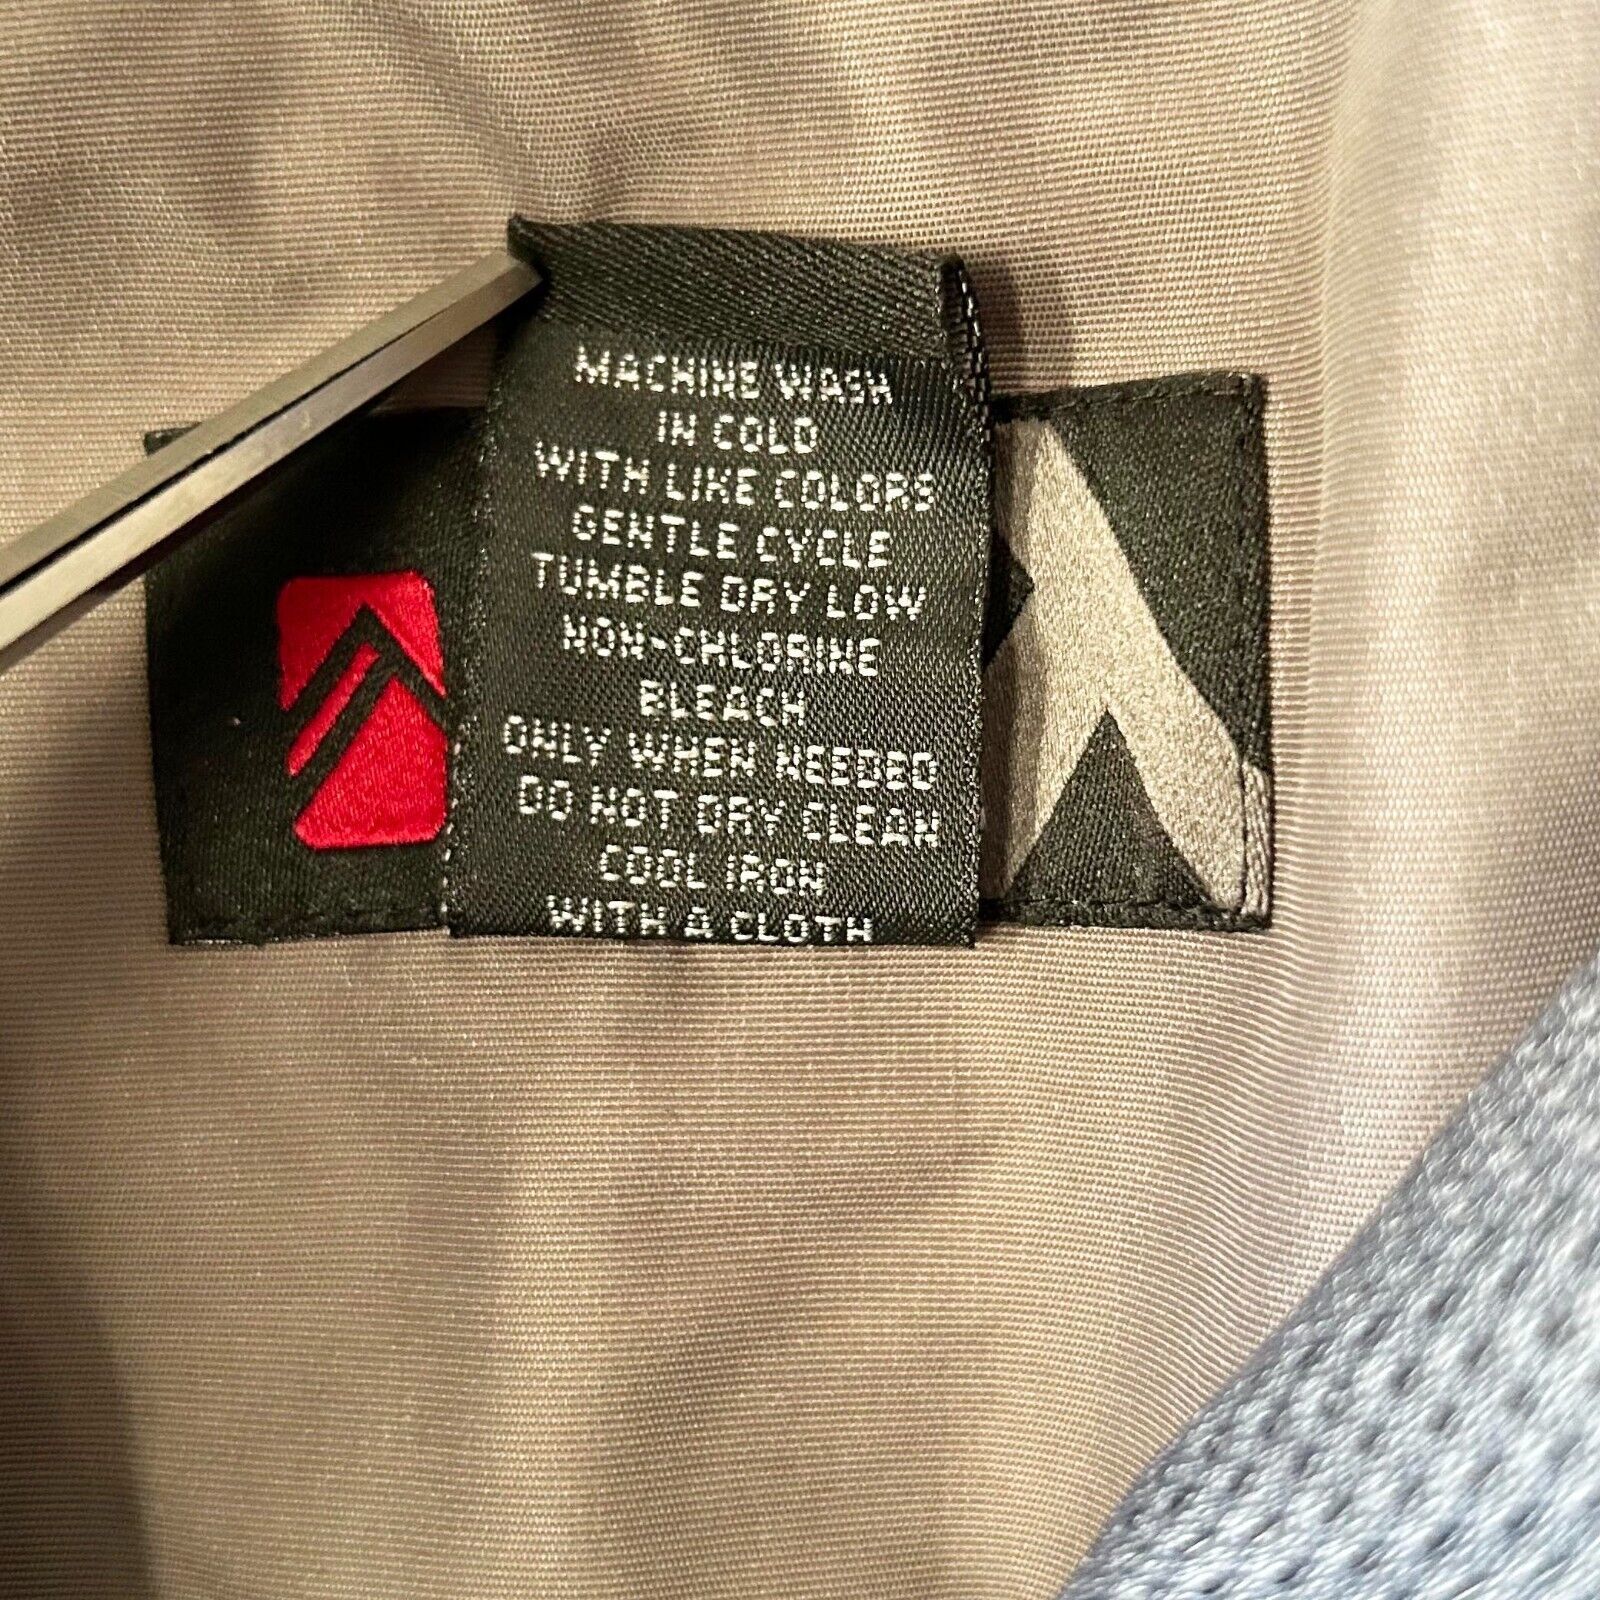 MACHINE WASH
IN COLD
WITH LIKE COLORS
GENTLE CYCLE
TUMBLE DRY LOW
NON-CHLORINE
BLEACH
ONLY WHEN NEEDED
DO NOT DRY CLEAN
COOL IRON
WITH A CLOTH